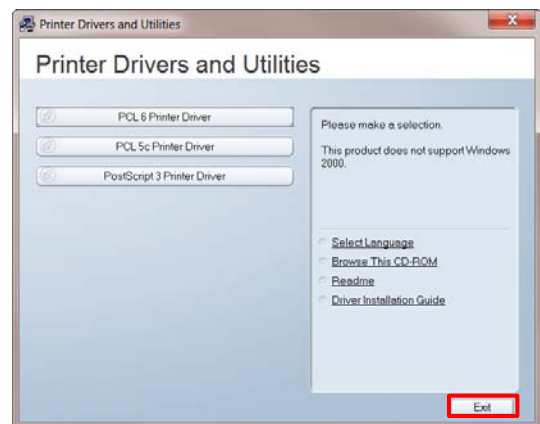 Printer Drivers and Utilities
Printer Drivers and Utilities
PCL 6 Printer Driver
PCL 5c Printer Driver
PostScript 3 Printer Driver
Please make a selection.
This product does not support Windows
2000.
Select Language
Browse This CD-ROM
Readme
Driver Installation Guide
Exit